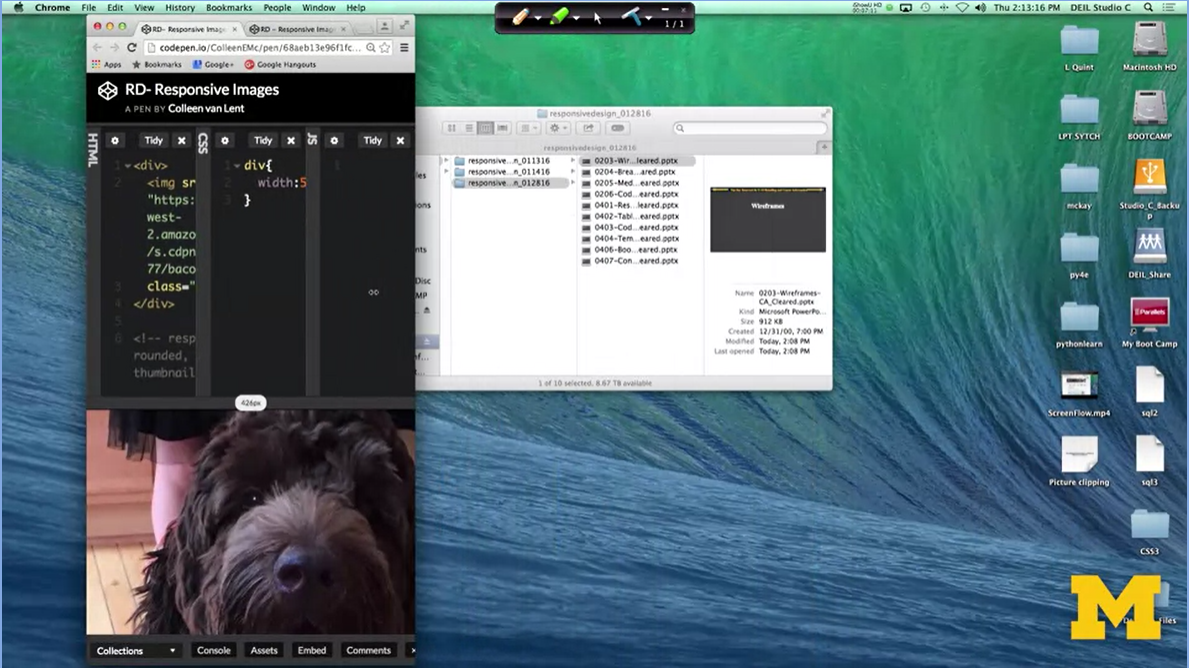 Chrome File Edit View History Bookmarks People Window Help
Thu 2:13:16 PM DEIL Studio C
1 / 1
RD- Responsive Images
codepen.io/ColleenEMc/pen/68aeb13e96f1fc...
Apps Bookmarks Google+ Google Hangouts
RD- Responsive Images
A PEN BY Colleen van Lent
HTML Tidy CSS Tidy JS Tidy
1 <div>
2 <img sr
"https:
west-
2.amazo
/s.cdpn
77/baco
3 class="
4 </div>
5
6 <!-- resp
rounded,
thumbnail
1 div{
2 width:5
3 }
1
426px
Collections Console Assets Embed Comments
responsivedesign_012816
responsivedesign_012816
responsive...n_011316
responsive...n_011416
responsive...n_012816
0203-Wir...leared.pptx
0204-Brea...ared.pptx
0205-Med...eared.pptx
0206-Cod...eared.pptx
0401-Res...eared.pptx
0402-Tabl...eared.pptx
0403-Cod...eared.pptx
0404-Tem...eared.pptx
0406-Boo...eared.pptx
0407-Con...eared.pptx
Wireframes
Name 0203-Wireframes-
CA_Cleared.pptx
Kind Microsoft PowerPo...
Size 912 KB
Created 12/31/00, 7:00 PM
Modified Today, 2:08 PM
Last opened Today, 2:08 PM
1 of 10 selected, 8.67 TB available
L Quint
Macintosh HD
LPT SYTCH
BOOTCAMP
mckay
Studio_C_Backu
p
py4e
DEIL_Share
pythonlearn
Parallels
My Boot Camp
ScreenFlow.mp4
sql2
Picture clipping
sql3
CSS3
M
Files